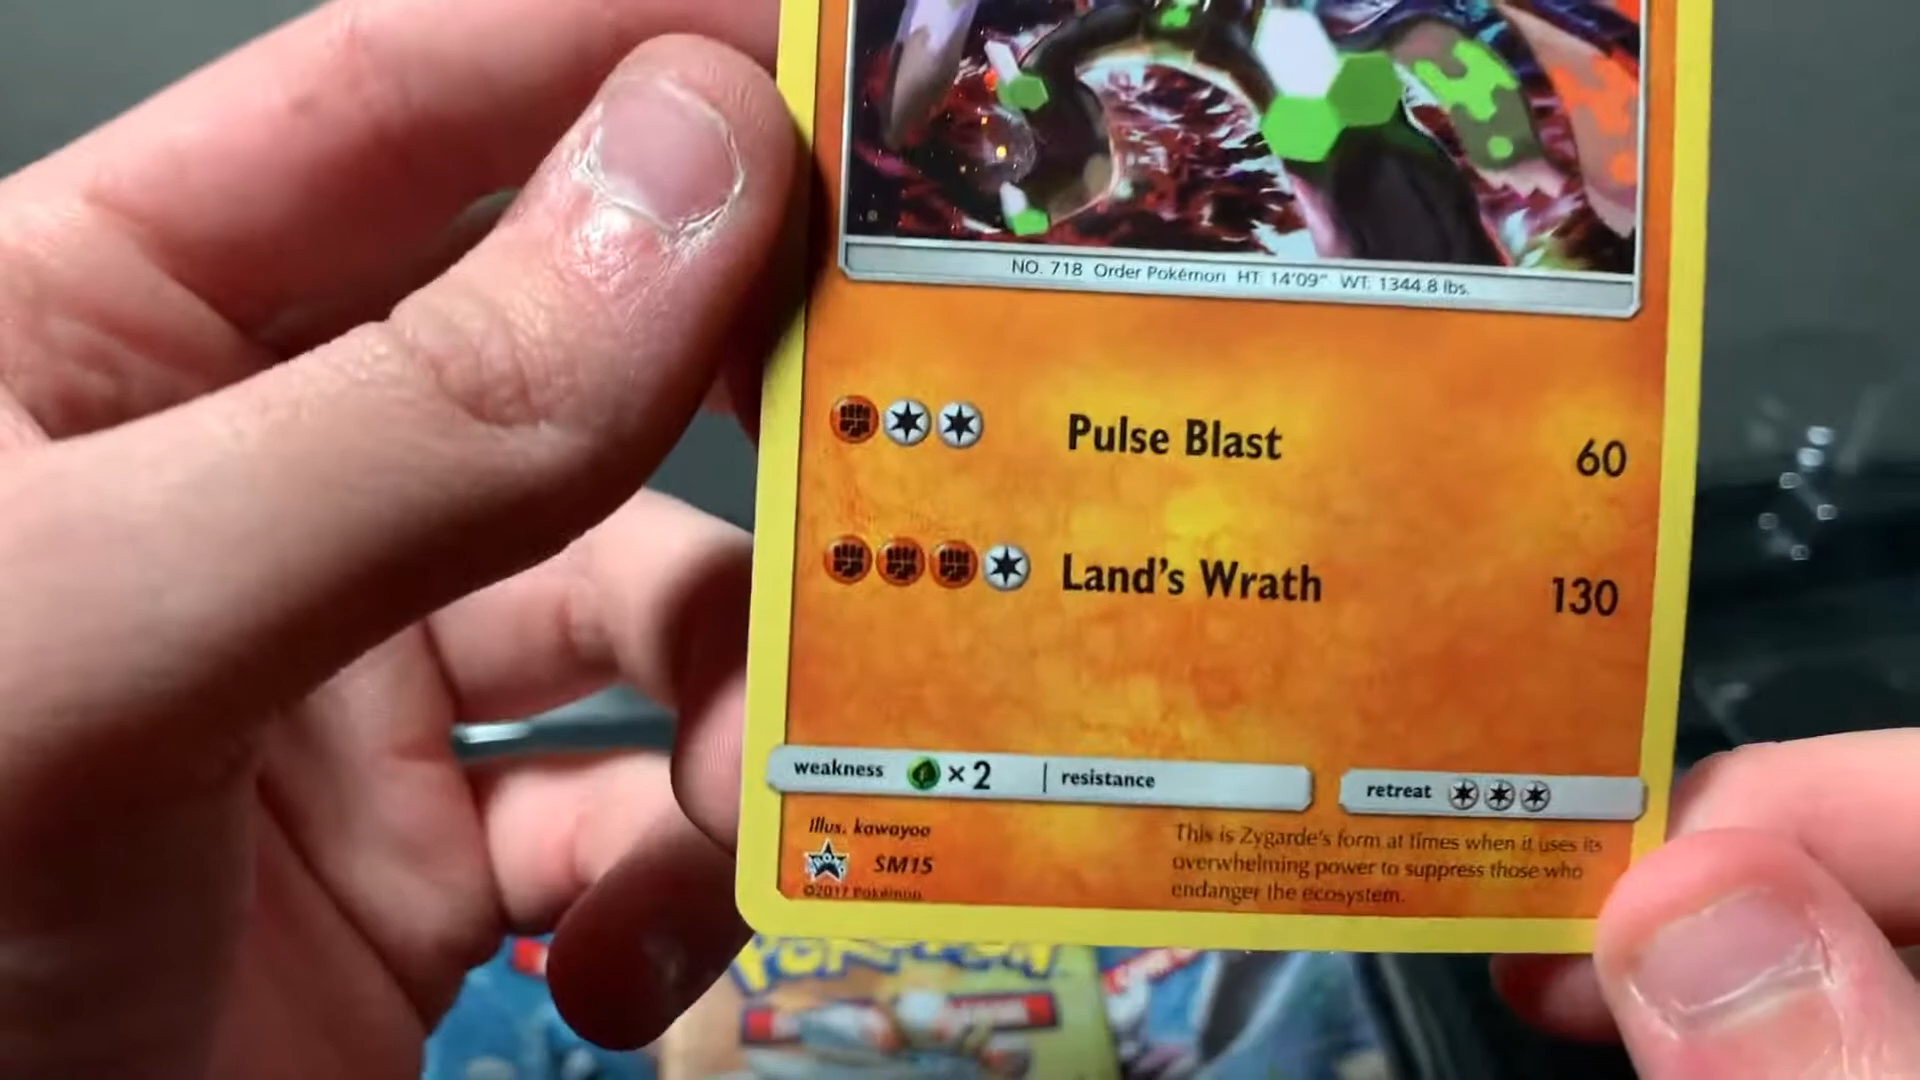 NO. 718 Order Pokémon HT: 14'09" WT: 1344.8 lbs.
Pulse Blast 60
Land's Wrath 130
weakness ×2 | resistance
retreat
Illus. kawayoo
SM15
©2017 Pokémon
This is Zygarde's form at times when it uses its
overwhelming power to suppress those who
endanger the ecosystem.
POKÉMON